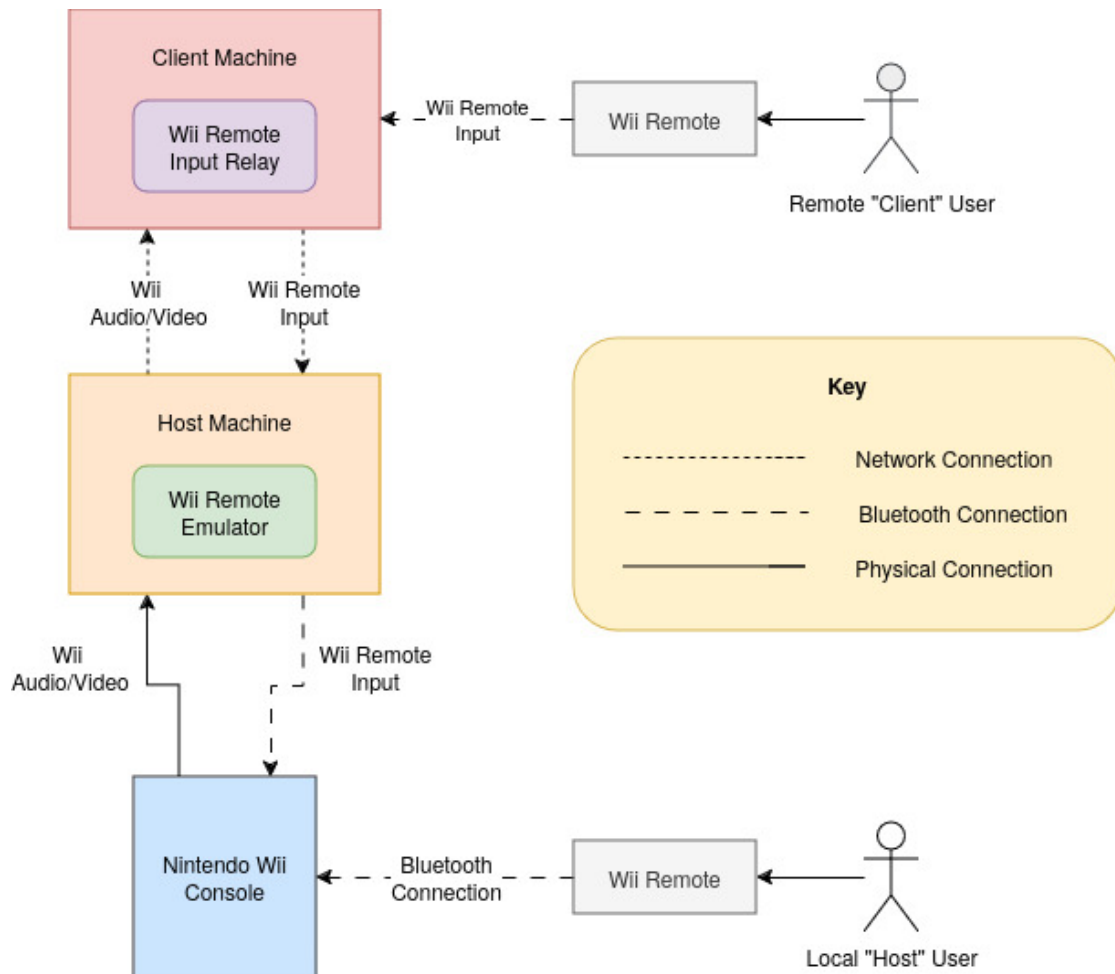 Client Machine
Wii Remote
Input Relay
Wii Remote
Input
Wii Remote
Remote "Client" User
Wii
Audio/Video
Wii Remote
Input
Host Machine
Wii Remote
Emulator
Key
Network Connection
Bluetooth Connection
Physical Connection
Wii
Audio/Video
Wii Remote
Input
Nintendo Wii
Console
Bluetooth
Connection
Wii Remote
Local "Host" User